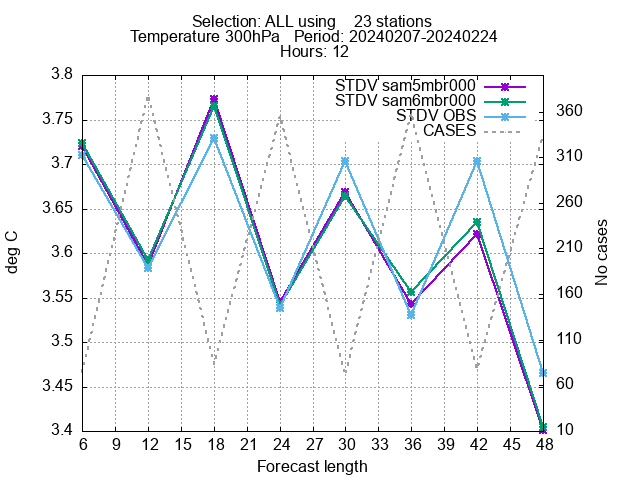 Selection: ALL using    23 stations
Temperature 300hPa   Period: 20240207-20240224
Hours: 12
STDV sam5mbr000
STDV sam6mbr000
STDV OBS
CASES
3.8
3.75
3.7
3.65
3.6
3.55
3.5
3.45
3.4
deg C
360
310
260
210
160
110
60
10
No cases
6 9 12 15 18 21 24 27 30 33 36 39 42 45 48
Forecast length